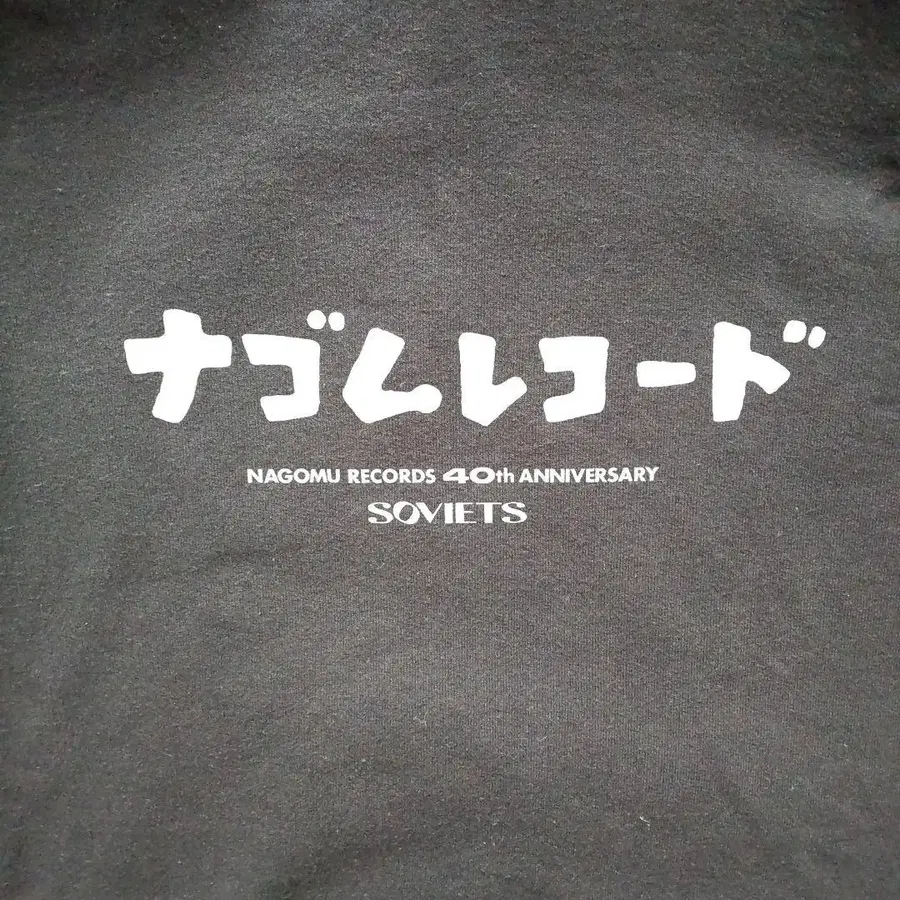 ナゴムレコード
NAGOMU RECORDS 40th ANNIVERSARY
SOVIETS